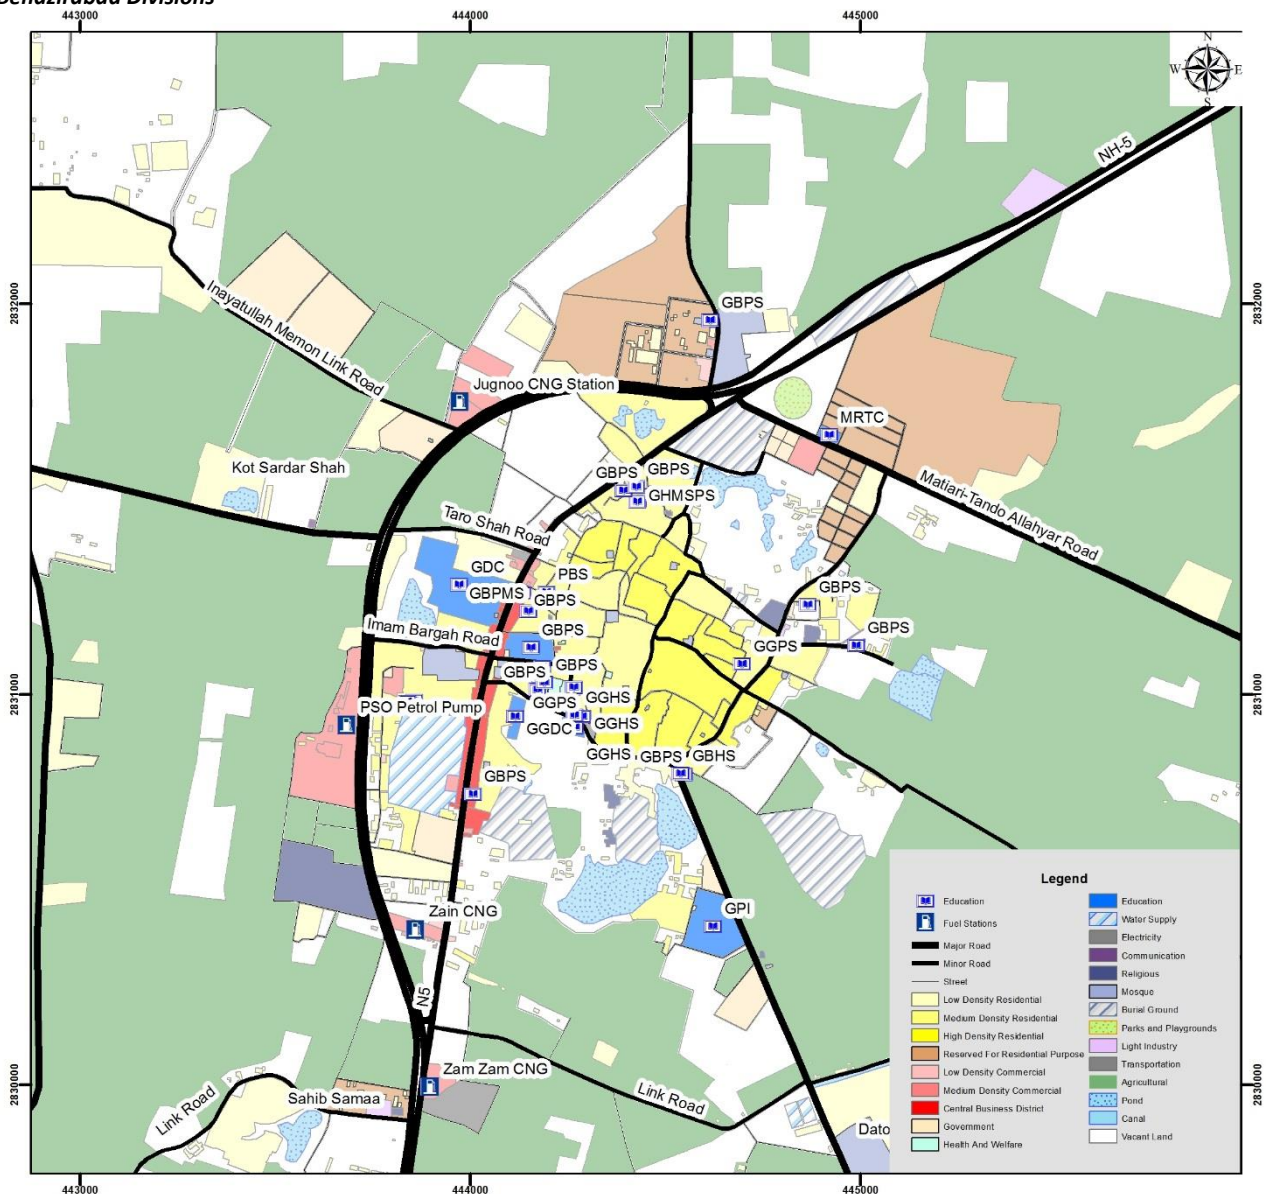 Benazirabad Divisions
443000
444000
445000
N
W
E
S
NH-5
2832000
2832000
GBPS
Inayatullah Memon Link Road
Jugnoo CNG Station
MRTC
Kot Sardar Shah
GBPS
GBPS
GHMSPS
Matiari-Tando Allahyar Road
Taro Shah Road
GDC
PBS
GBPMS
GBPS
GBPS
GBPS
GBPS
Imam Bargah Road
GGPS
GBPS
GBPS
2831000
2831000
GGHS
GGPS
PSO Petrol Pump
GGHS
GGDC
GGHS
GBPS
GBHS
GBPS
Zain CNG
GPI
N5
Zam Zam CNG
Sahib Samaa
Link Road
Link Road
Dato
2830000
2830000
Legend
Education
Fuel Stations
Major Road
Minor Road
Street
Low Density Residential
Medium Density Residential
High Density Residential
Reserved For Residential Purpose
Low Density Commercial
Medium Density Commercial
Central Business District
Government
Health And Welfare
Education
Water Supply
Electricity
Communication
Religious
Mosque
Burial Ground
Parks and Playgrounds
Light Industry
Transportation
Agricultural
Pond
Canal
Vacant Land
443000
444000
445000